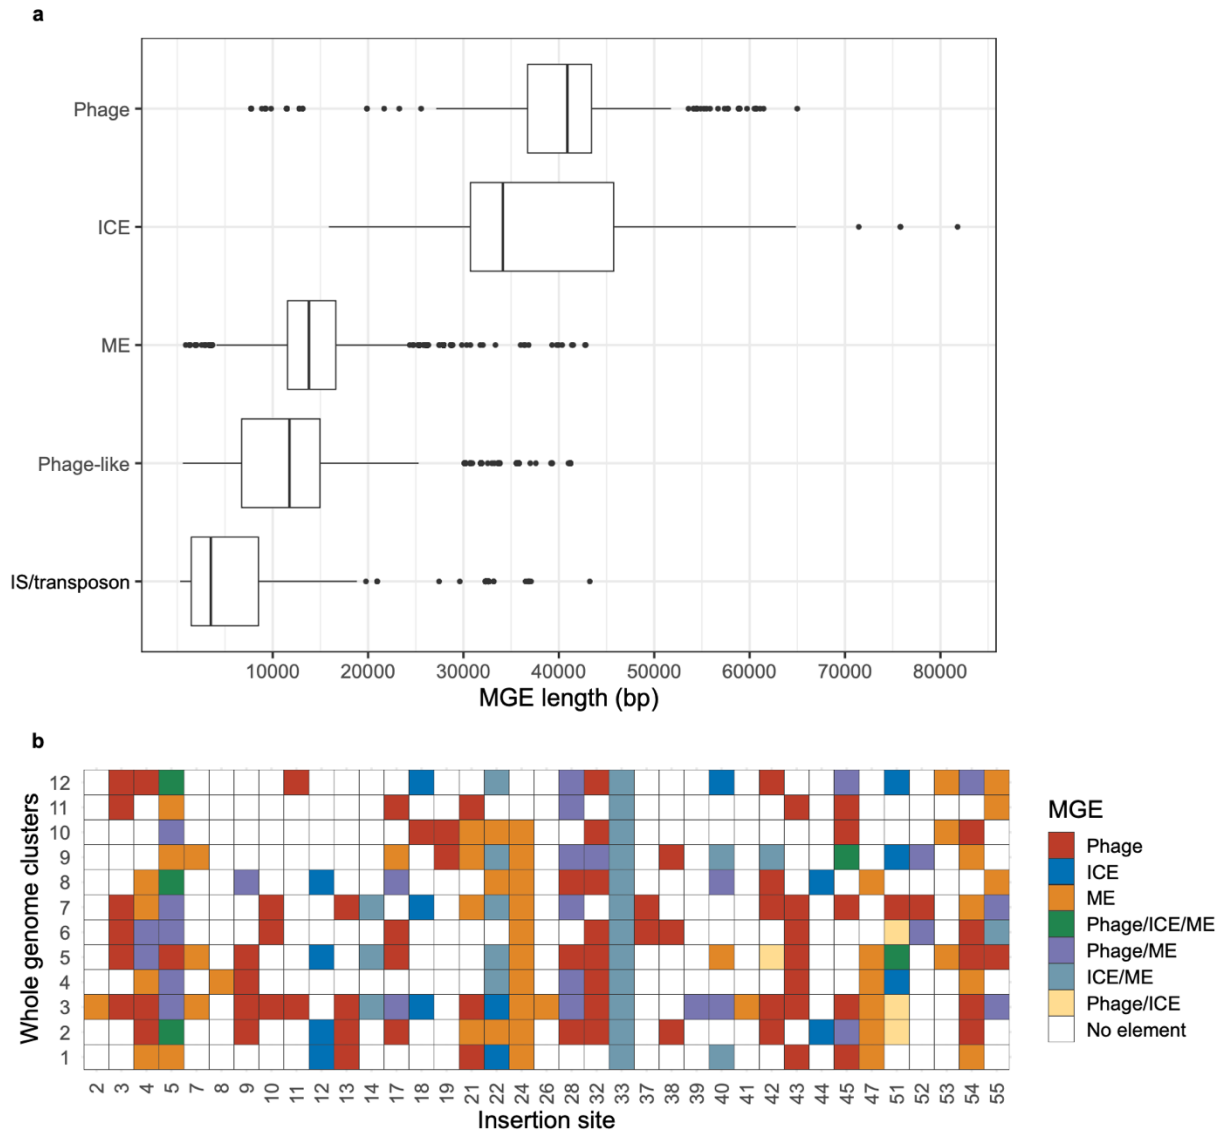 a
Phage
ICE
ME
Phage-like
IS/transposon
10000 20000 30000 40000 50000 60000 70000 80000
MGE length (bp)
b
Whole genome clusters
12
11
10
9
8
7
6
5
4
3
2
1
2 3 4 5 7 8 9 10 11 12 13 14 17 18 19 21 22 24 26 28 32 33 37 38 39 40 41 42 43 44 45 47 51 52 53 54 55
Insertion site
MGE
Phage
ICE
ME
Phage/ICE/ME
Phage/ME
ICE/ME
Phage/ICE
No element